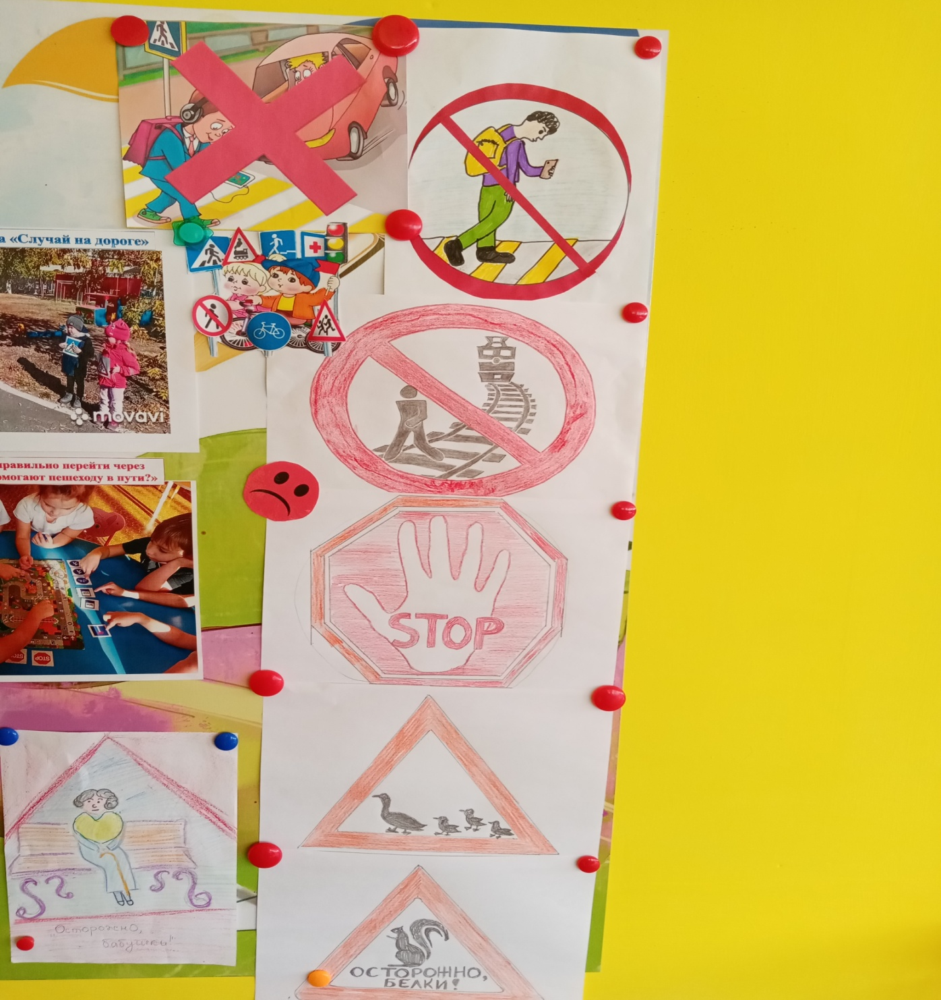 а «Случай на дороге»
movavi
правильно перейти через
омогают пешеходу в пути?»
STOP
STOP
"Осторожно,
бабушки!"
ОСТОРОЖНО,
БЕЛКИ!